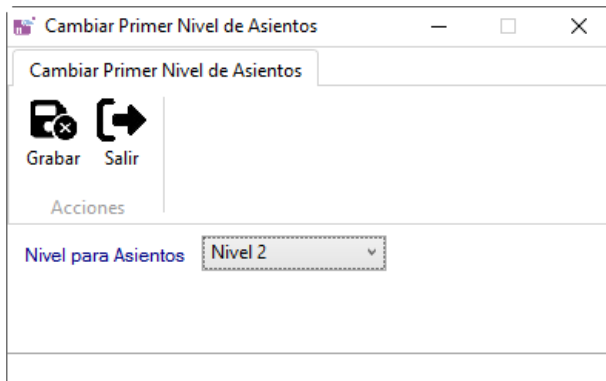 Cambiar Primer Nivel de Asientos
Cambiar Primer Nivel de Asientos
Grabar Salir
Acciones
Nivel para Asientos Nivel 2